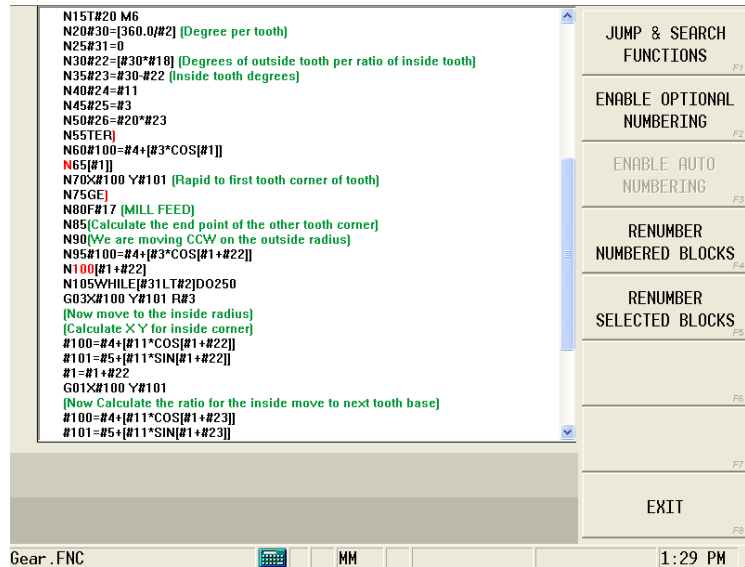 N15T#20 M6
N20#30=[360.0/#2] (Degree per tooth)
N25#31=0
N30#22=[#30*#18] (Degrees of outside tooth per ratio of inside tooth)
N35#23=#30-#22 (Inside tooth degrees)
N40#24=#11
N45#25=#3
N50#26=#20*#23
N55TER)
N60#100=#4+[#3*COS[#1]]
N65[#1]]
N70X#100 Y#101 (Rapid to first tooth corner of tooth)
N75GE)
N80F#17 (MILL FEED)
N85(Calculate the end point of the other tooth corner)
N90(We are moving CCW on the outside radius)
N95#100=#4+[#3*COS[#1+#22]]
N100[#1+#22]
N105WHILE[#31LT#2]DO250
G03X#100 Y#101 R#3
(Now move to the inside radius)
(Calculate X Y for inside corner)
#100=#4+[#11*COS[#1+#22]]
#101=#5+[#11*SIN[#1+#22]]
#1=#1+#22
G01X#100 Y#101
(Now Calculate the ratio for the inside move to next tooth base)
#100=#4+[#11*COS[#1+#23]]
#101=#5+[#11*SIN[#1+#23]]
JUMP & SEARCH
FUNCTIONS
F1
ENABLE OPTIONAL
NUMBERING
F2
ENABLE AUTO
NUMBERING
F3
RENUMBER
NUMBERED BLOCKS
F4
RENUMBER
SELECTED BLOCKS
F5
F6
F7
EXIT
F8
Gear.FNC
MM
1:29 PM